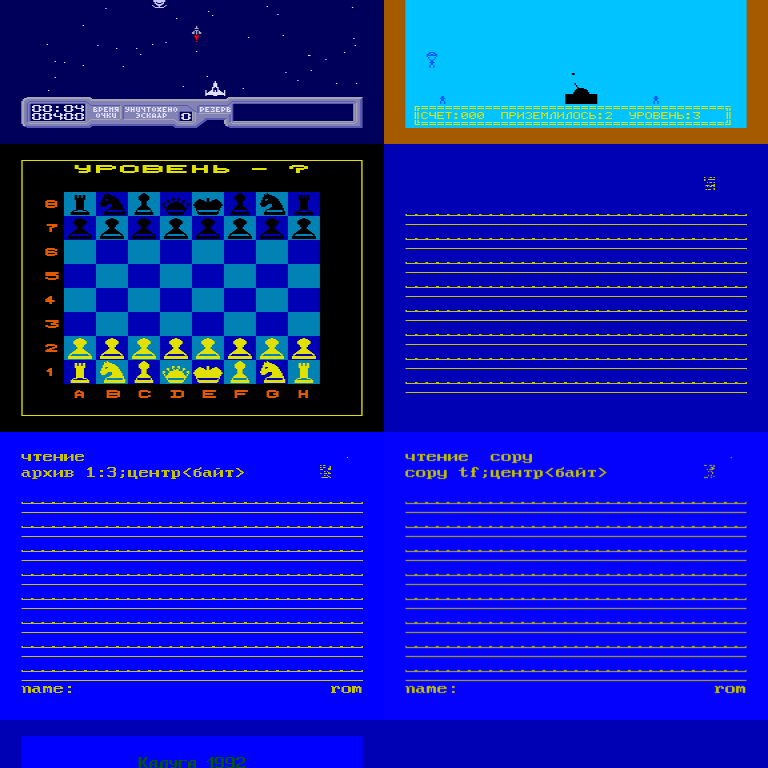 00:04
00400
ВРЕМЯ
ОЧКИ
УНИЧТОЖЕНО
ЭСКАДР
0
РЕЗЕРВ
СЧЕТ:000 ПРИЗЕМЛИЛОСЬ:2 УРОВЕНЬ:3
УРОВЕНЬ - ?
8
7
6
5
4
3
2
1
A B C D E F G H
чтение
архив 1:3;центр<байт>
name: rom
чтение copy
copy tf;центр<байт>
name: rom
Калуга 1992